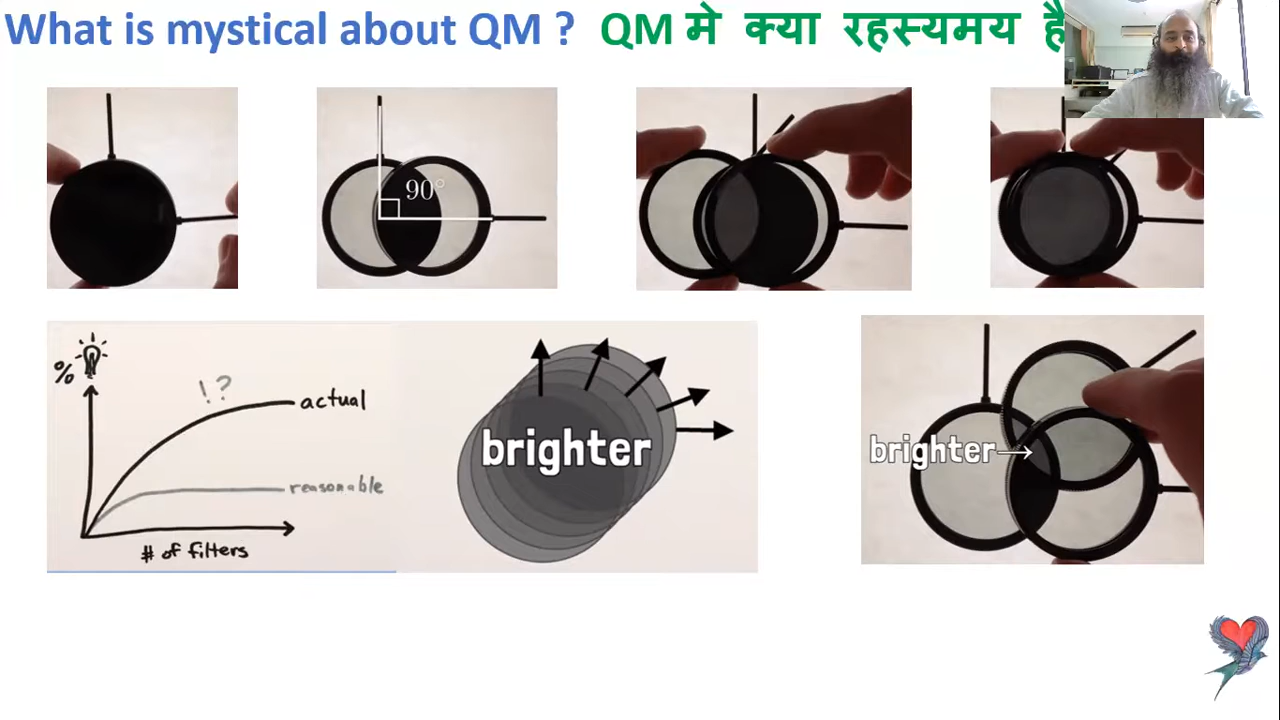 What is mystical about QM ? QM मे क्या रहस्यमय है
90°
%
!?
actual
reasonable
# of filters
brighter
brighter→